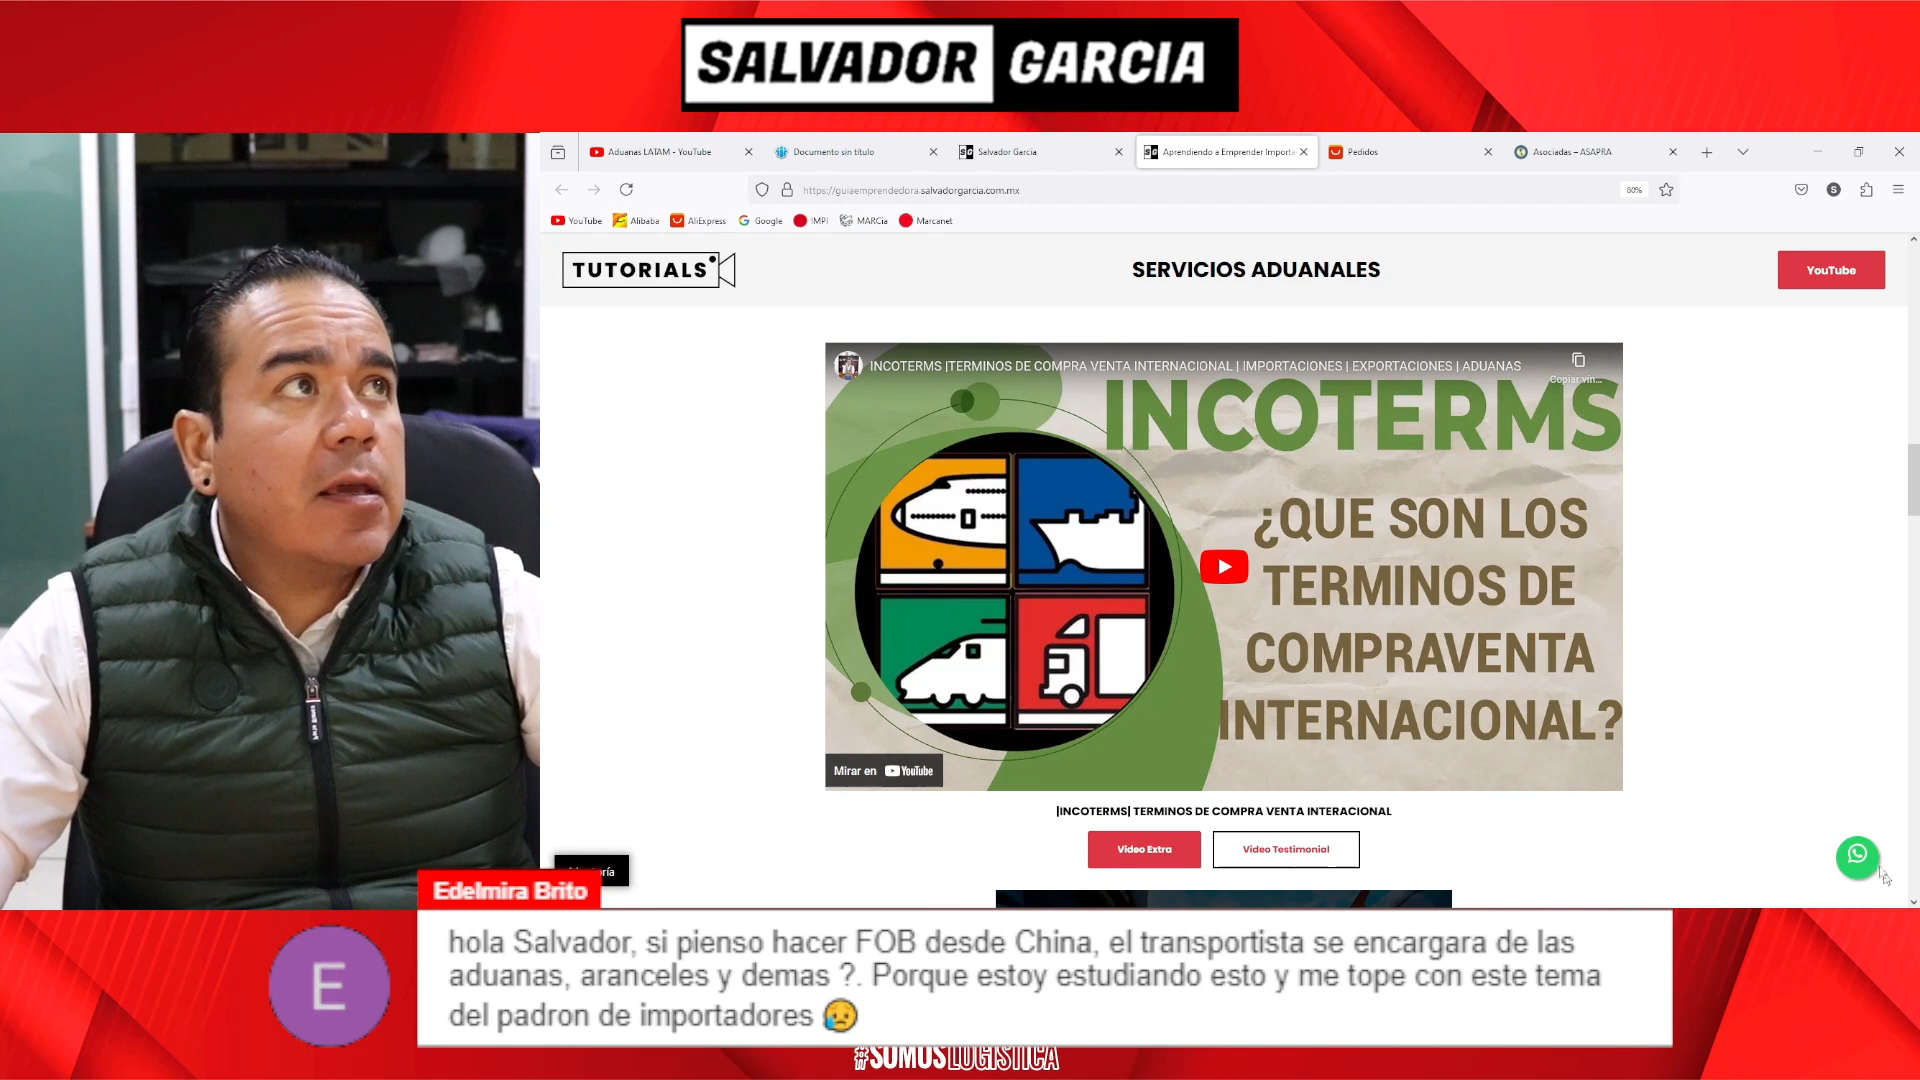 SALVADOR GARCIA
Aduanas LATAM - YouTube
Documento sin título
Salvador Garcia
Aprendiendo a Emprender Importa
Pedidos
Asociadas – ASAPRA
https://guiaemprendedora.salvadorgarcia.com.mx
80%
S
YouTube
Alibaba
AliExpress
Google
IMPI
MARCia
Marcanet
TUTORIALS
SERVICIOS ADUANALES
YouTube
INCOTERMS |TERMINOS DE COMPRA VENTA INTERNACIONAL | IMPORTACIONES | EXPORTACIONES | ADUANAS
Copiar vin...
INCOTERMS
¿QUE SON LOS
TERMINOS DE
COMPRAVENTA
INTERNACIONAL?
Mirar en YouTube
|INCOTERMS| TERMINOS DE COMPRA VENTA INTERACIONAL
Video Extra
Video Testimonial
Edelmira Brito
E
hola Salvador, si pienso hacer FOB desde China, el transportista se encargara de las
aduanas, aranceles y demas ?. Porque estoy estudiando esto y me tope con este tema
del padron de importadores 😥
#SOMOSLOGISTICA